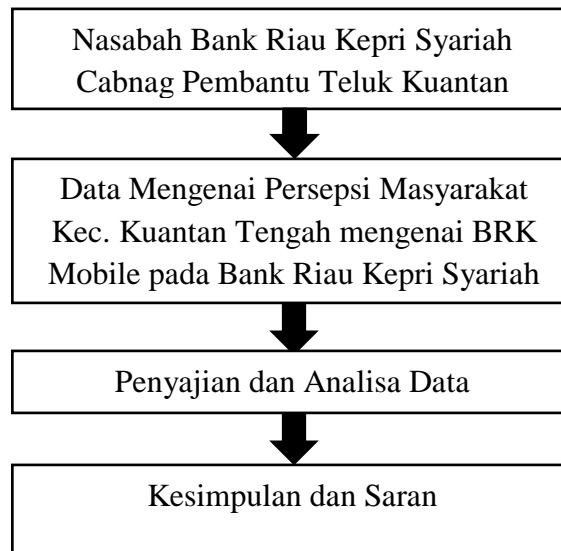 Nasabah Bank Riau Kepri Syariah
Cabnag Pembantu Teluk Kuantan
Data Mengenai Persepsi Masyarakat
Kec. Kuantan Tengah mengenai BRK
Mobile pada Bank Riau Kepri Syariah
Penyajian dan Analisa Data
Kesimpulan dan Saran